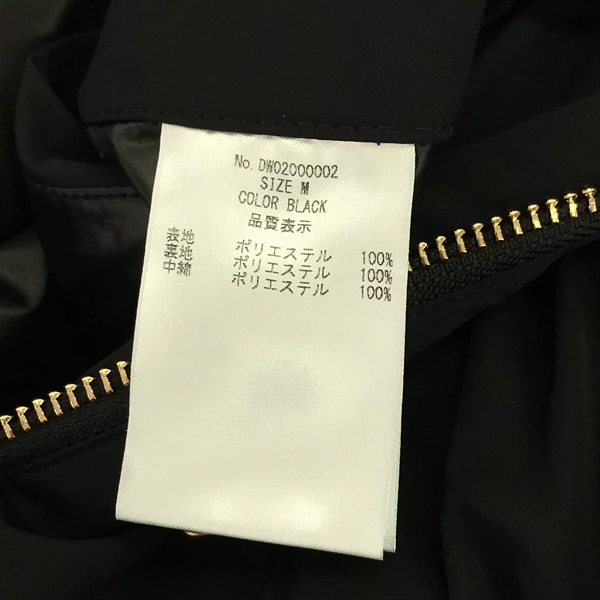 No. DW02000002
SIZE M
COLOR BLACK
品質表示
表地 ポリエステル 100%
裏地 ポリエステル 100%
中綿 ポリエステル 100%